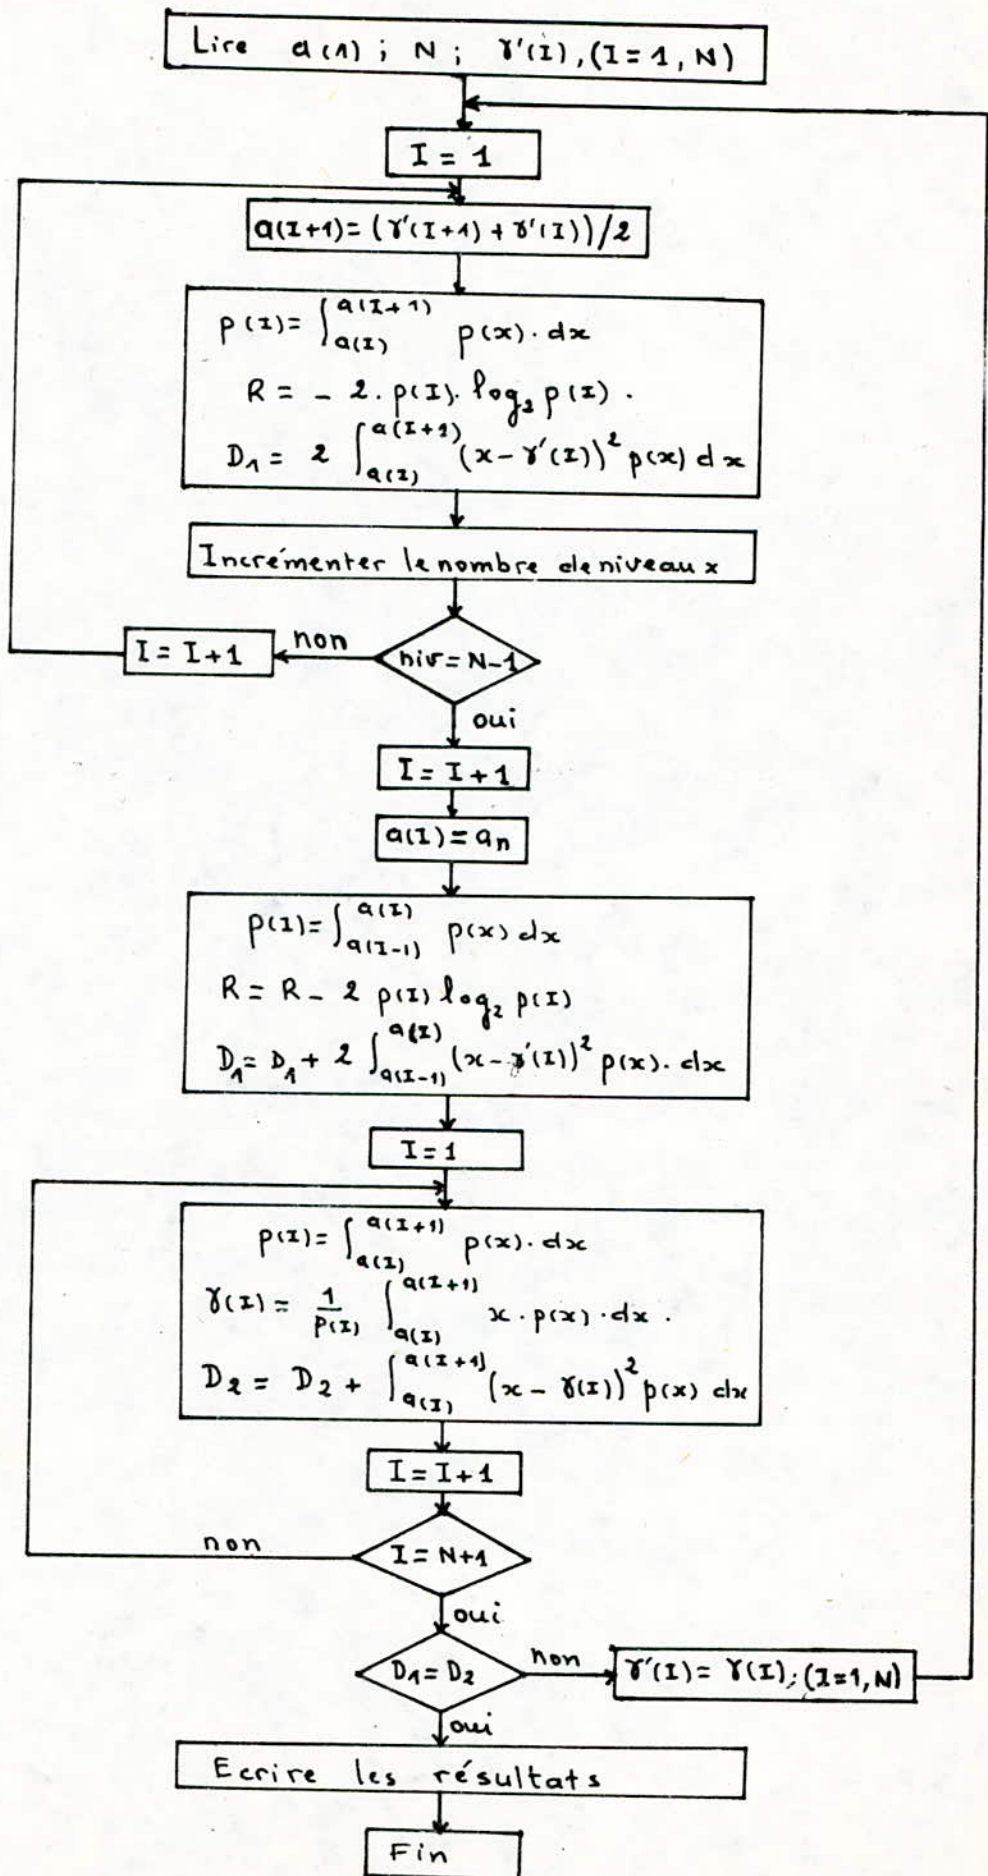 Lire a(1) ; N ; γ'(I), (I = 1, N)
I = 1
a(I+1) = (γ'(I+1) + γ'(I))/2
p(I) = ∫_{a(I)}^{a(I+1)} p(x) · dx
R = - 2 · p(I) · log₂ p(I) .
D₁ = 2 ∫_{a(I)}^{a(I+1)} (x - γ'(I))² p(x) dx
Incrémenter le nombre de niveaux
I = I+1
non
niv = N-1
oui
I = I + 1
a(I) = aₙ
p(I) = ∫_{a(I-1)}^{a(I)} p(x) dx
R = R - 2 p(I) log₂ p(I)
D₁ = D₁ + 2 ∫_{a(I-1)}^{a(I)} (x - γ'(I))² p(x) · dx
I = 1
p(I) = ∫_{a(I)}^{a(I+1)} p(x) · dx
γ(I) = 1/p(I) ∫_{a(I)}^{a(I+1)} x · p(x) · dx .
D₂ = D₂ + ∫_{a(I)}^{a(I+1)} (x - γ(I))² p(x) dx
I = I + 1
non
I = N+1
oui
D₁ = D₂
non
γ'(I) = γ(I) ; (I=1, N)
oui
Ecrire les résultats
Fin